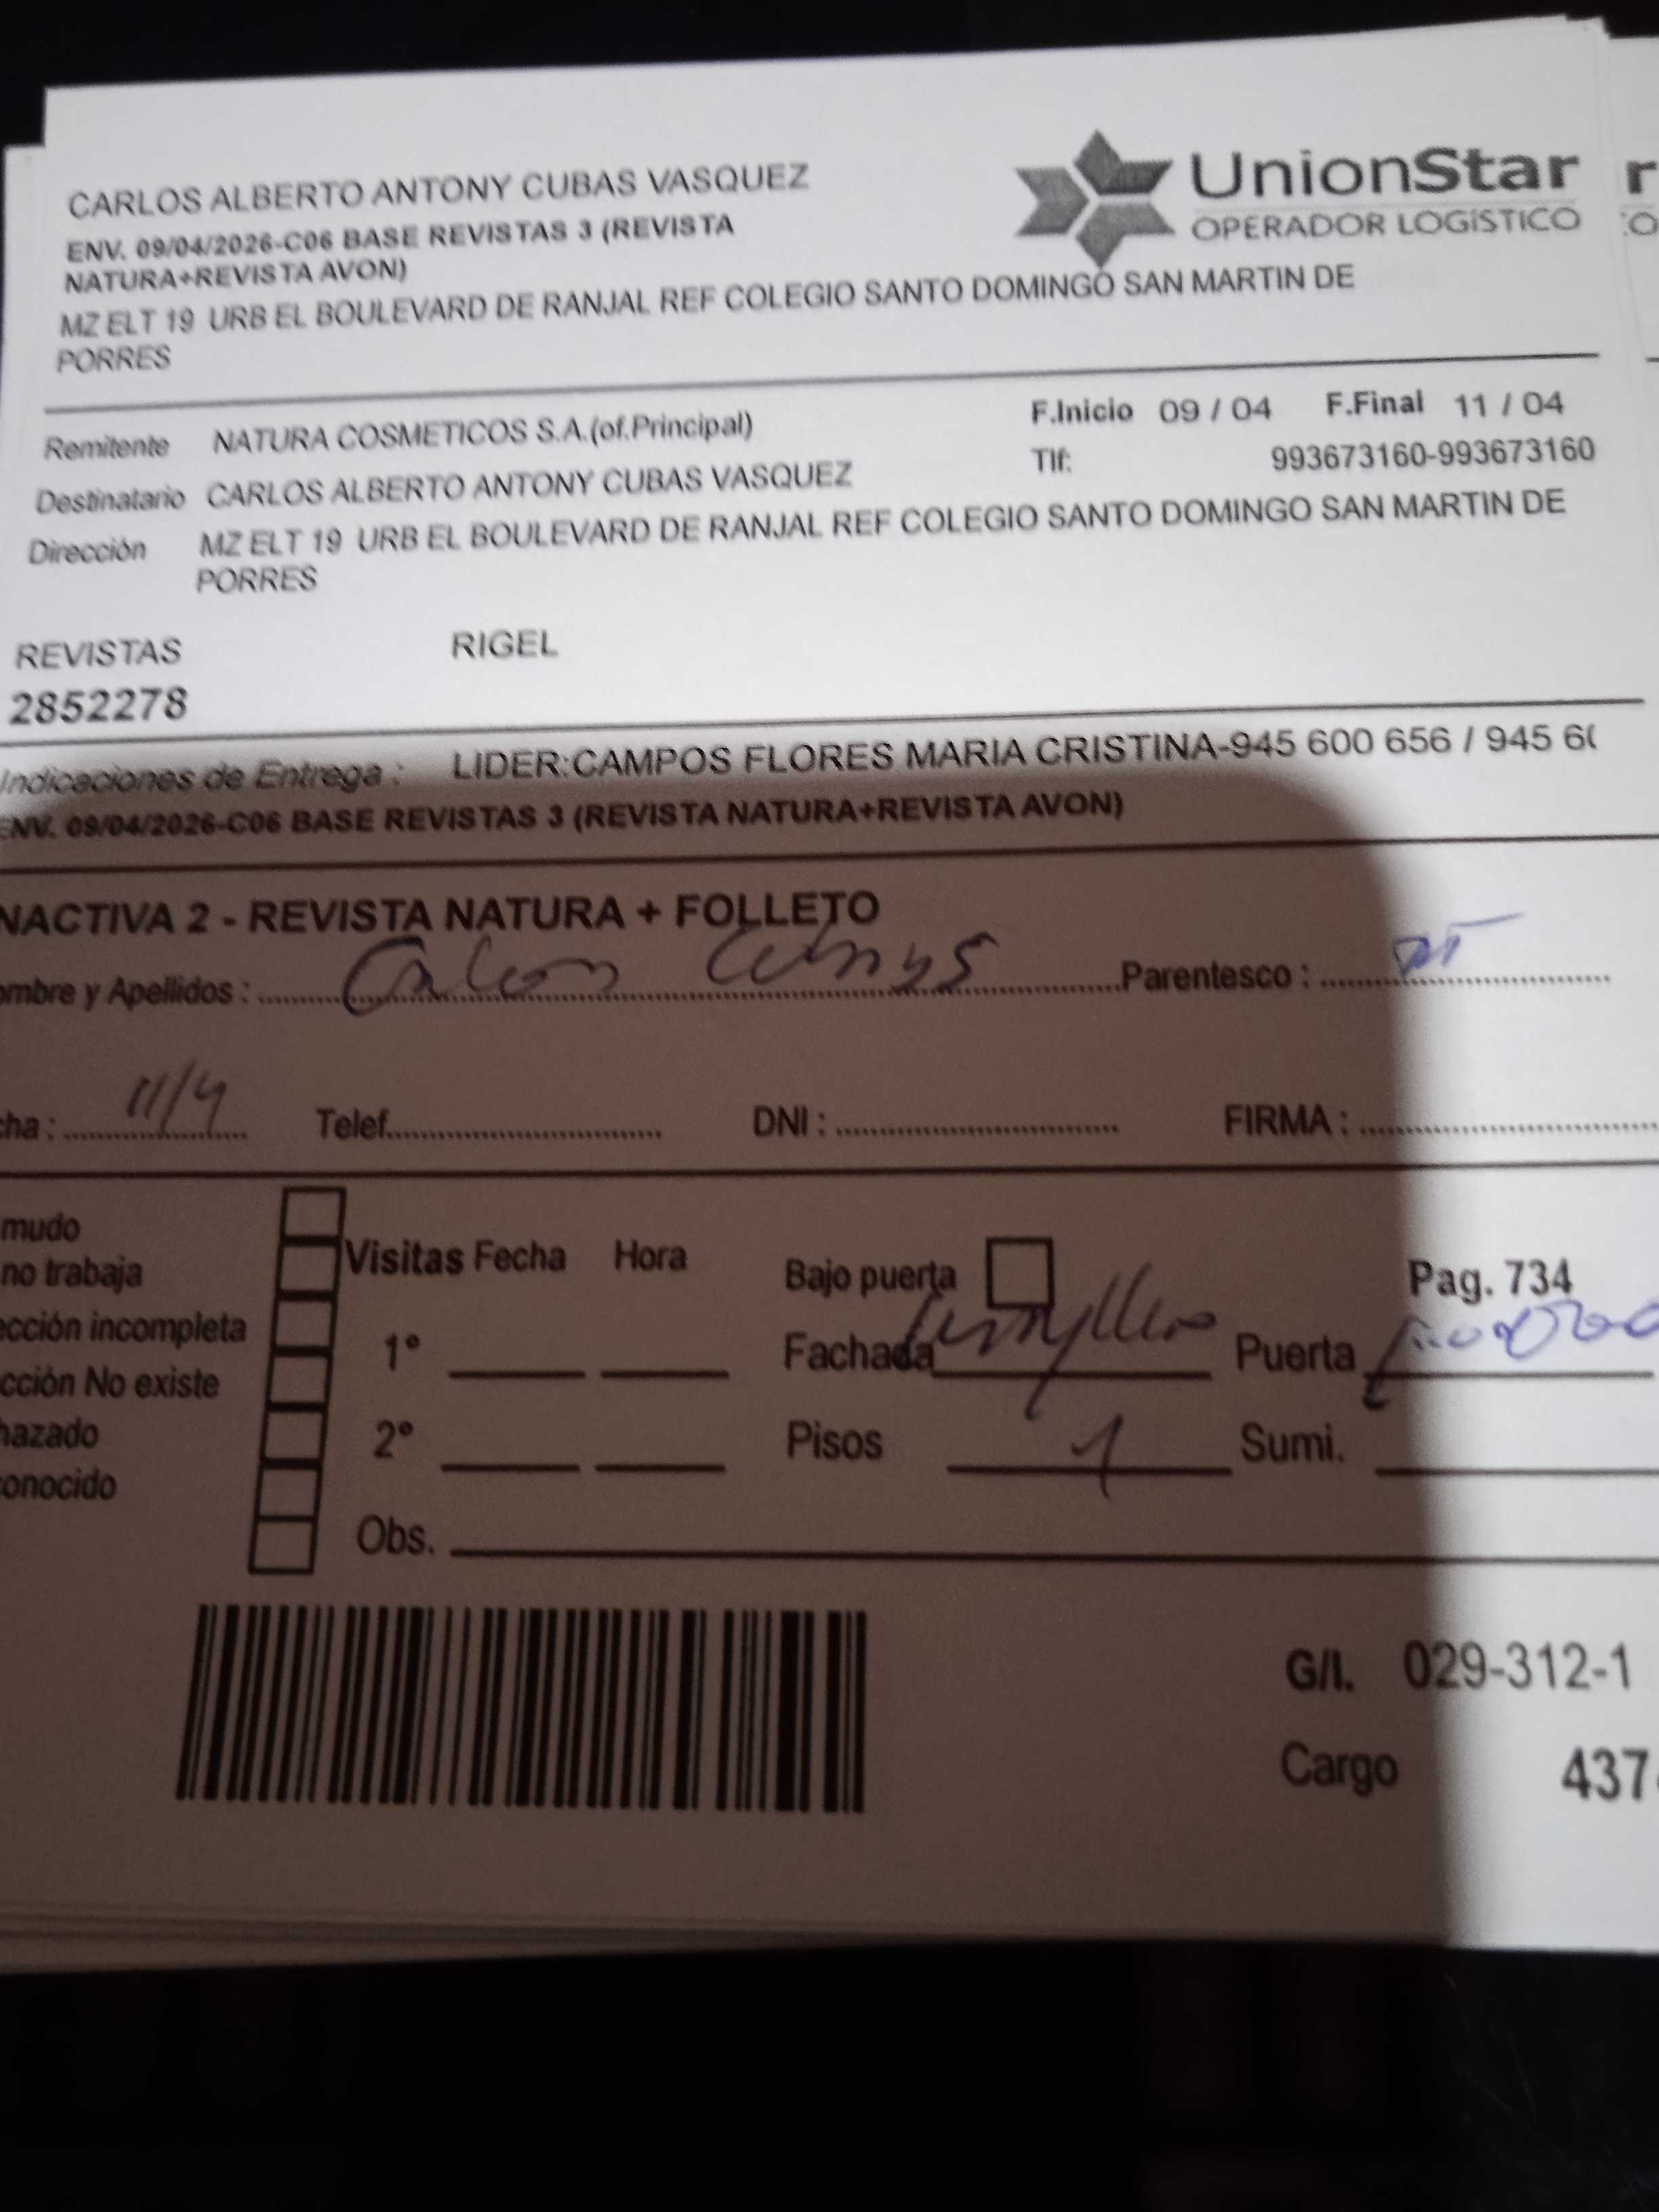 CARLOS ALBERTO ANTONY CUBAS VASQUEZ
ENV. 09/04/2026-C06 BASE REVISTAS 3 (REVISTA
NATURA+REVISTA AVON)
MZ ELT 19 URB EL BOULEVARD DE RANJAL REF COLEGIO SANTO DOMINGO SAN MARTIN DE
PORRES
UnionStar
OPERADOR LOGÍSTICO
Remitente NATURA COSMETICOS S.A.(of.Principal)
F.Inicio 09 / 04 F.Final 11 / 04
Destinatario CARLOS ALBERTO ANTONY CUBAS VASQUEZ
Tlf: 993673160-993673160
Dirección MZ ELT 19 URB EL BOULEVARD DE RANJAL REF COLEGIO SANTO DOMINGO SAN MARTIN DE
PORRES
REVISTAS RIGEL
2852278
Indicaciones de Entrega : LIDER:CAMPOS FLORES MARIA CRISTINA-945 600 656 / 945 6
ENV. 09/04/2026-C06 BASE REVISTAS 3 (REVISTA NATURA+REVISTA AVON)
NACTIVA 2 - REVISTA NATURA + FOLLETO
ombre y Apellidos : Carlos Cubas Parentesco :
cha : 11/4 Telef. DNI : FIRMA :
mudo
no trabaja
ección incompleta
cción No existe
hazado
conocido
Visitas Fecha Hora
1°
2°
Obs.
Bajo puerta Pag. 734
Fachada Puerta
Pisos 1 Sumi.
G/I. 029-312-1
Cargo 437